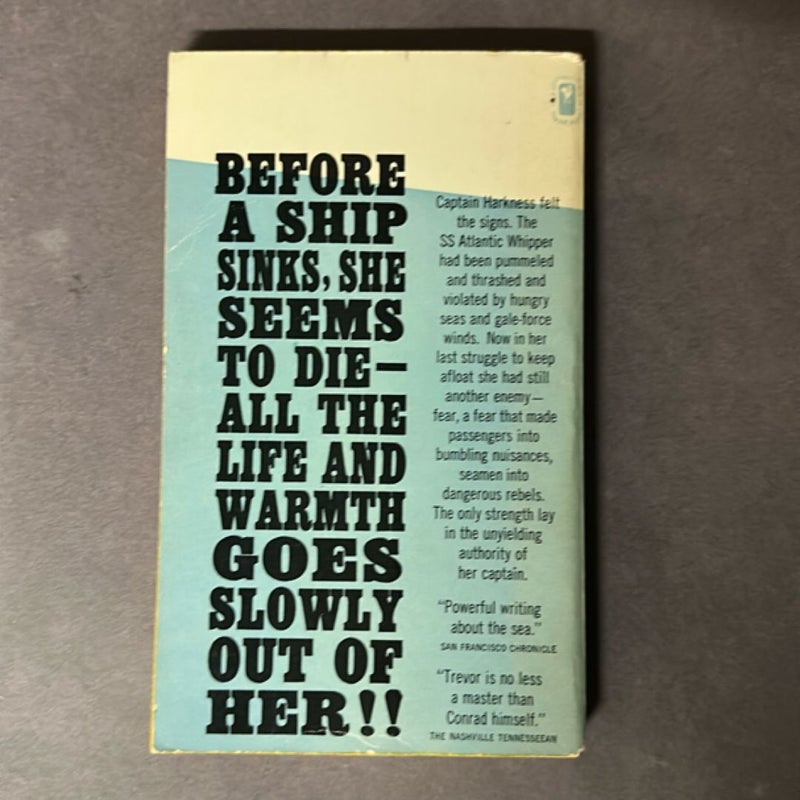 BEFORE
A SHIP
SINKS, SHE
SEEMS
TO DIE—
ALL THE
LIFE AND
WARMTH
GOES
SLOWLY
OUT OF
HER!!
Captain Harkness felt
the signs. The
SS Atlantic Whipper
had been pummeled
and thrashed and
violated by hungry
seas and gale-force
winds. Now in her
last struggle to keep
afloat she had still
another enemy—
fear, a fear that made
passengers into
bumbling nuisances,
seamen into
dangerous rebels.
The only strength lay
in the unyielding
authority of
her captain.
"Powerful writing
about the sea."
SAN FRANCISCO CHRONICLE
"Trevor is no less
a master than
Conrad himself."
THE NASHVILLE TENNESSEEAN